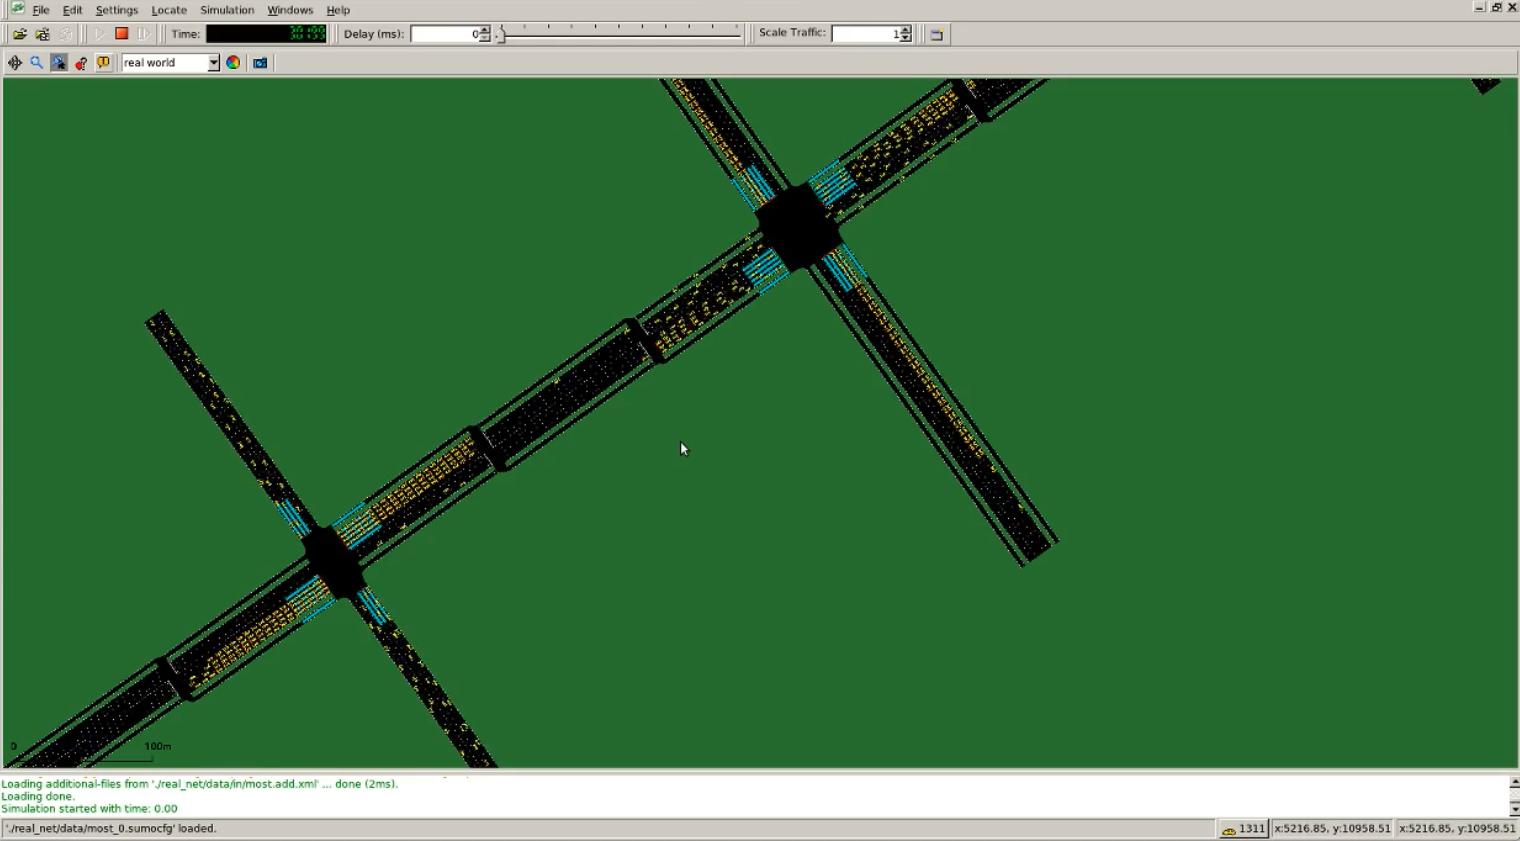 File Edit Settings Locate Simulation Windows Help
Time: Delay (ms): 0 Scale Traffic: 1
real world
0 100m
Loading additional-files from './real_net/data/in/most.add.xml' ... done (2ms).
Loading done.
Simulation started with time: 0.00
'./real_net/data/most_0.sumocfg' loaded. 1311 x:5216.85, y:10958.51 x:5216.85, y:10958.51